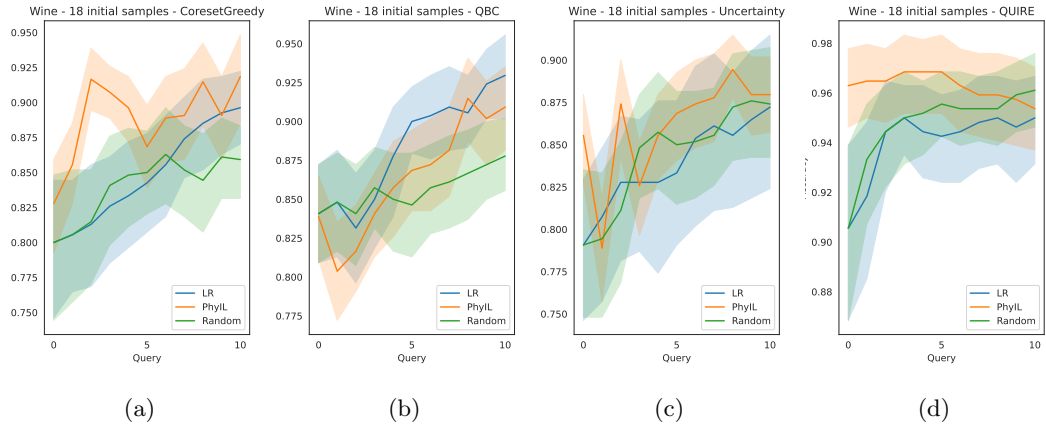 Wine - 18 initial samples - CoresetGreedy
0.950
0.925
0.900
0.875
0.850
0.825
0.800
0.775
0.750
LR
PhyIL
Random
0
5
10
Query
(a)
Wine - 18 initial samples - QBC
0.950
0.925
0.900
0.875
0.850
0.825
0.800
0.775
LR
PhyIL
Random
0
5
10
Query
(b)
Wine - 18 initial samples - Uncertainty
0.900
0.875
0.850
0.825
0.800
0.775
0.750
LR
PhyIL
Random
0
5
10
Query
(c)
Wine - 18 initial samples - QUIRE
0.98
0.96
0.94
0.92
0.90
0.88
LR
PhyIL
Random
0
5
10
Query
(d)